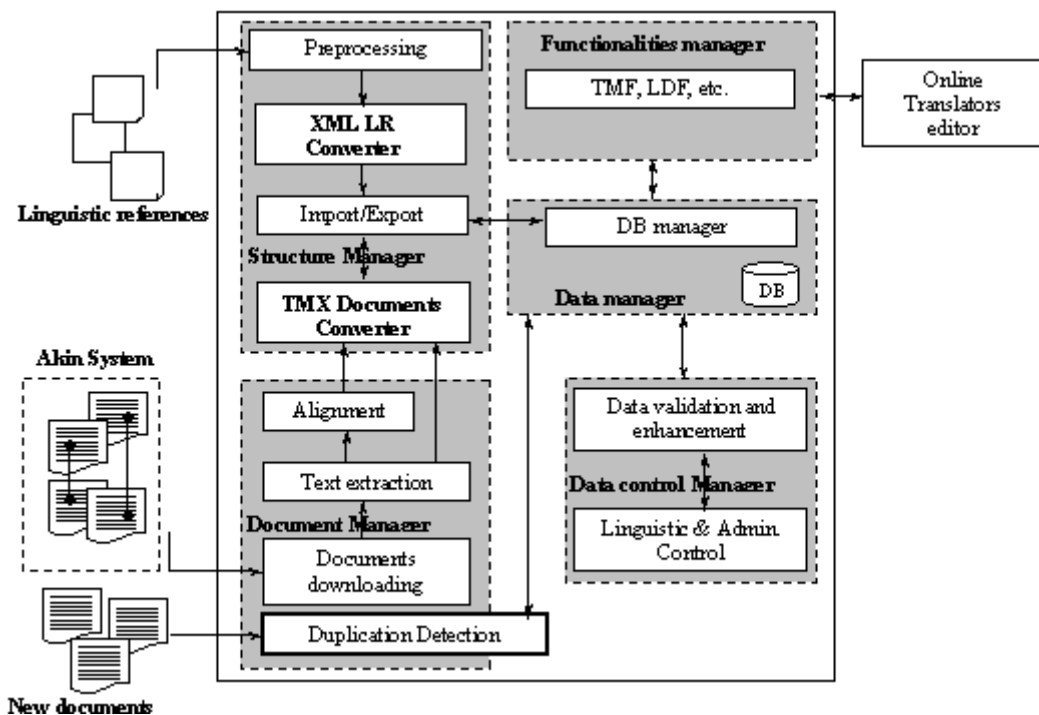 Preprocessing
XML LR
Converter
Import/Export
Structure Manager
TMX Documents
Converter
Linguistic references
Functionalities manager
TMF, LDF, etc.
Online
Translators
editor
DB manager
DB
Data manager
Akin System
Alignment
Text extraction
Document Manager
Documents
downloading
Duplication Detection
New documents
Data validation and
enhancement
Data control Manager
Linguistic & Admin.
Control